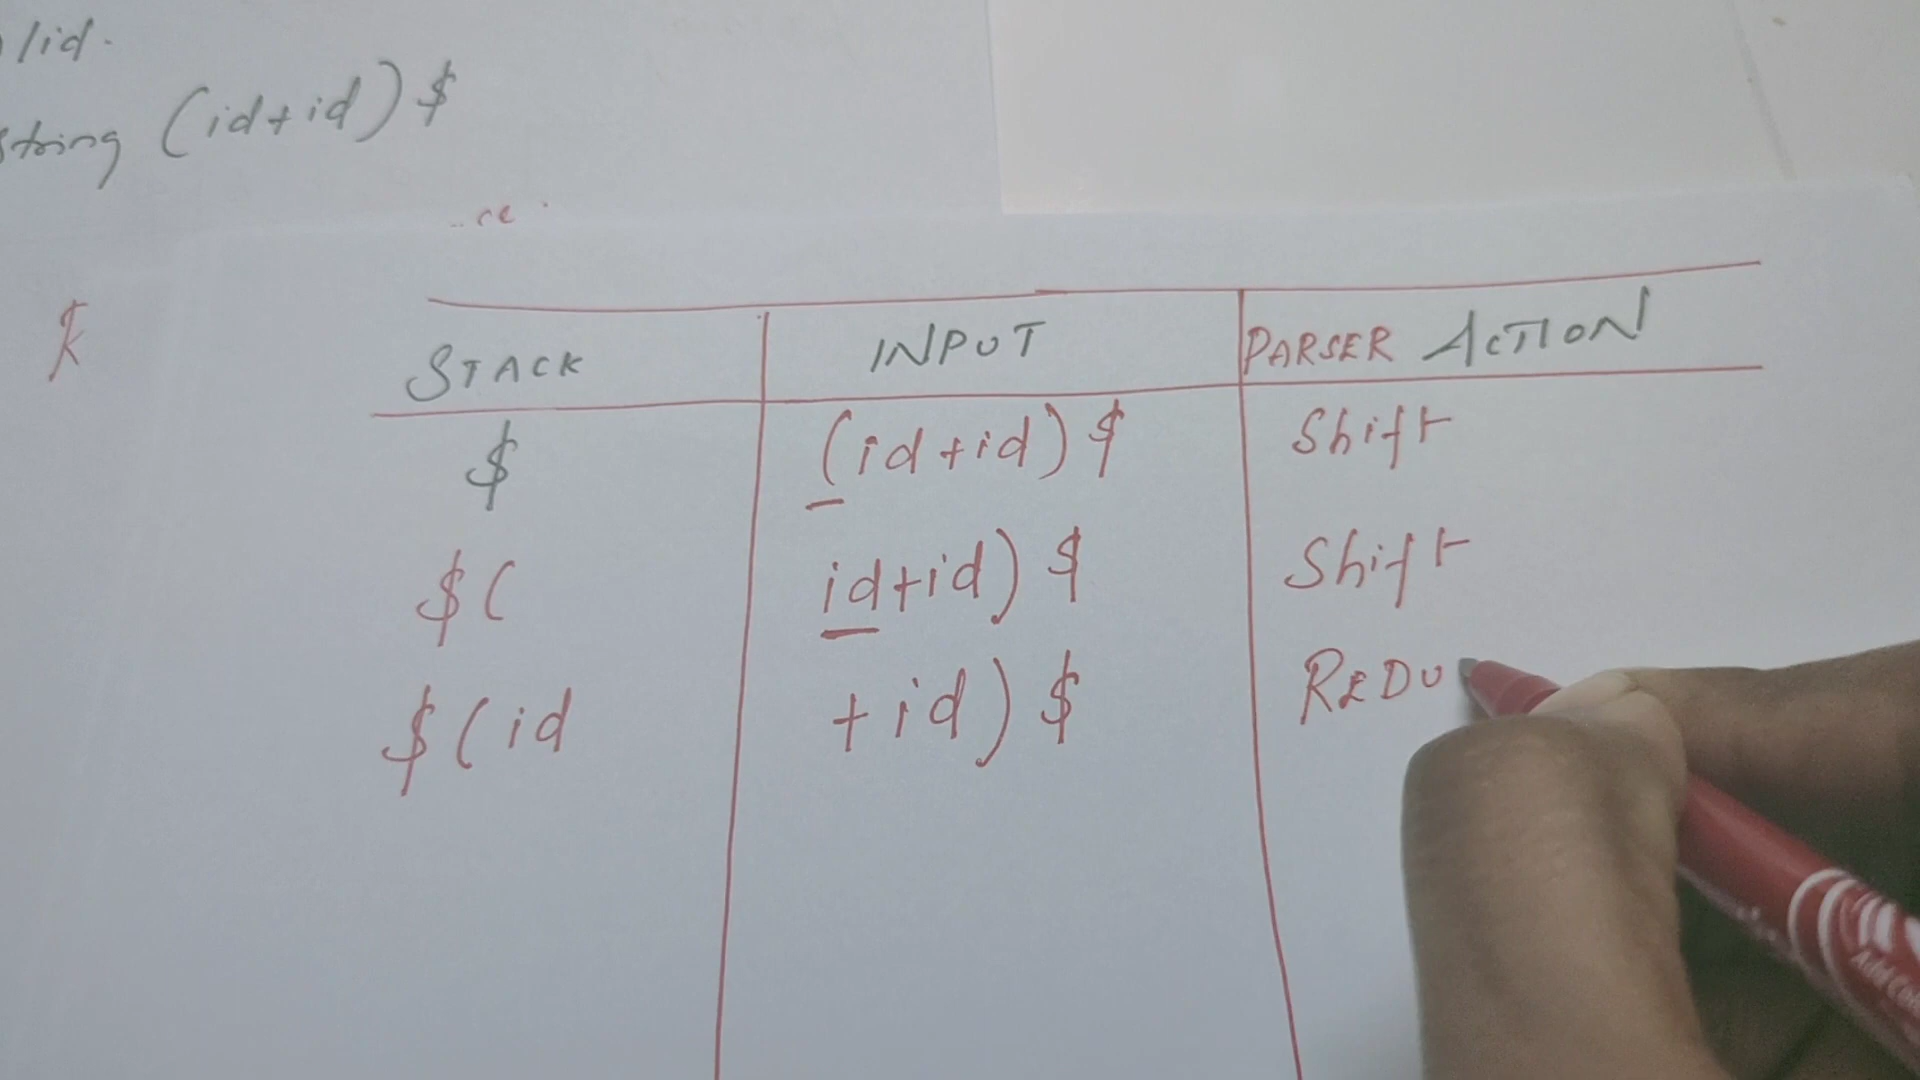 /id.
string (id+id)$
STACK INPUT PARSER ACTION
$ (id+id)$ Shift
$( id+id)$ Shift
$(id +id)$ REDU